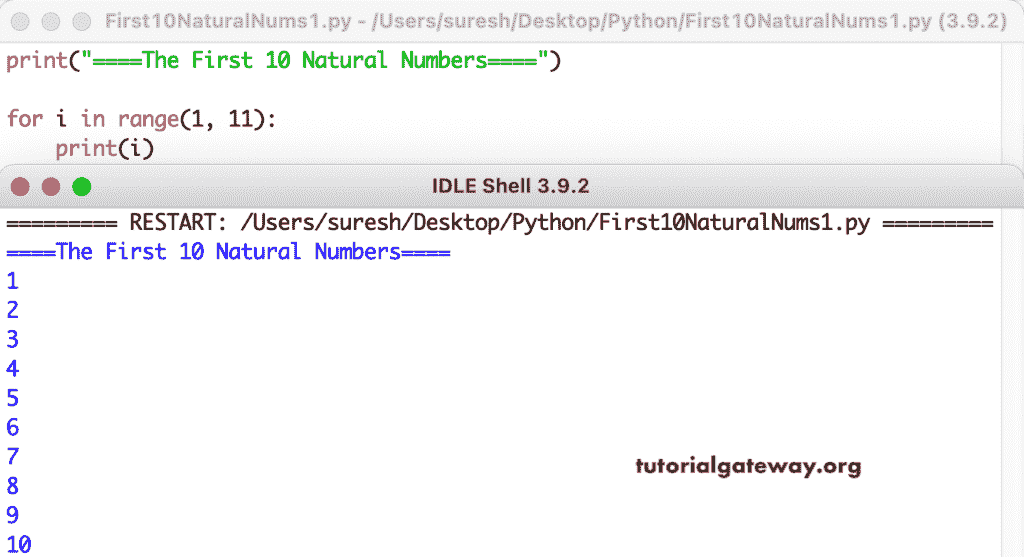 First10NaturalNums1.py - /Users/suresh/Desktop/Python/First10NaturalNums1.py (3.9.2)
print("====The First 10 Natural Numbers====")
for i in range(1, 11):
    print(i)
IDLE Shell 3.9.2
========= RESTART: /Users/suresh/Desktop/Python/First10NaturalNums1.py =========
====The First 10 Natural Numbers====
1
2
3
4
5
6
7
8
9
10
tutorialgateway.org